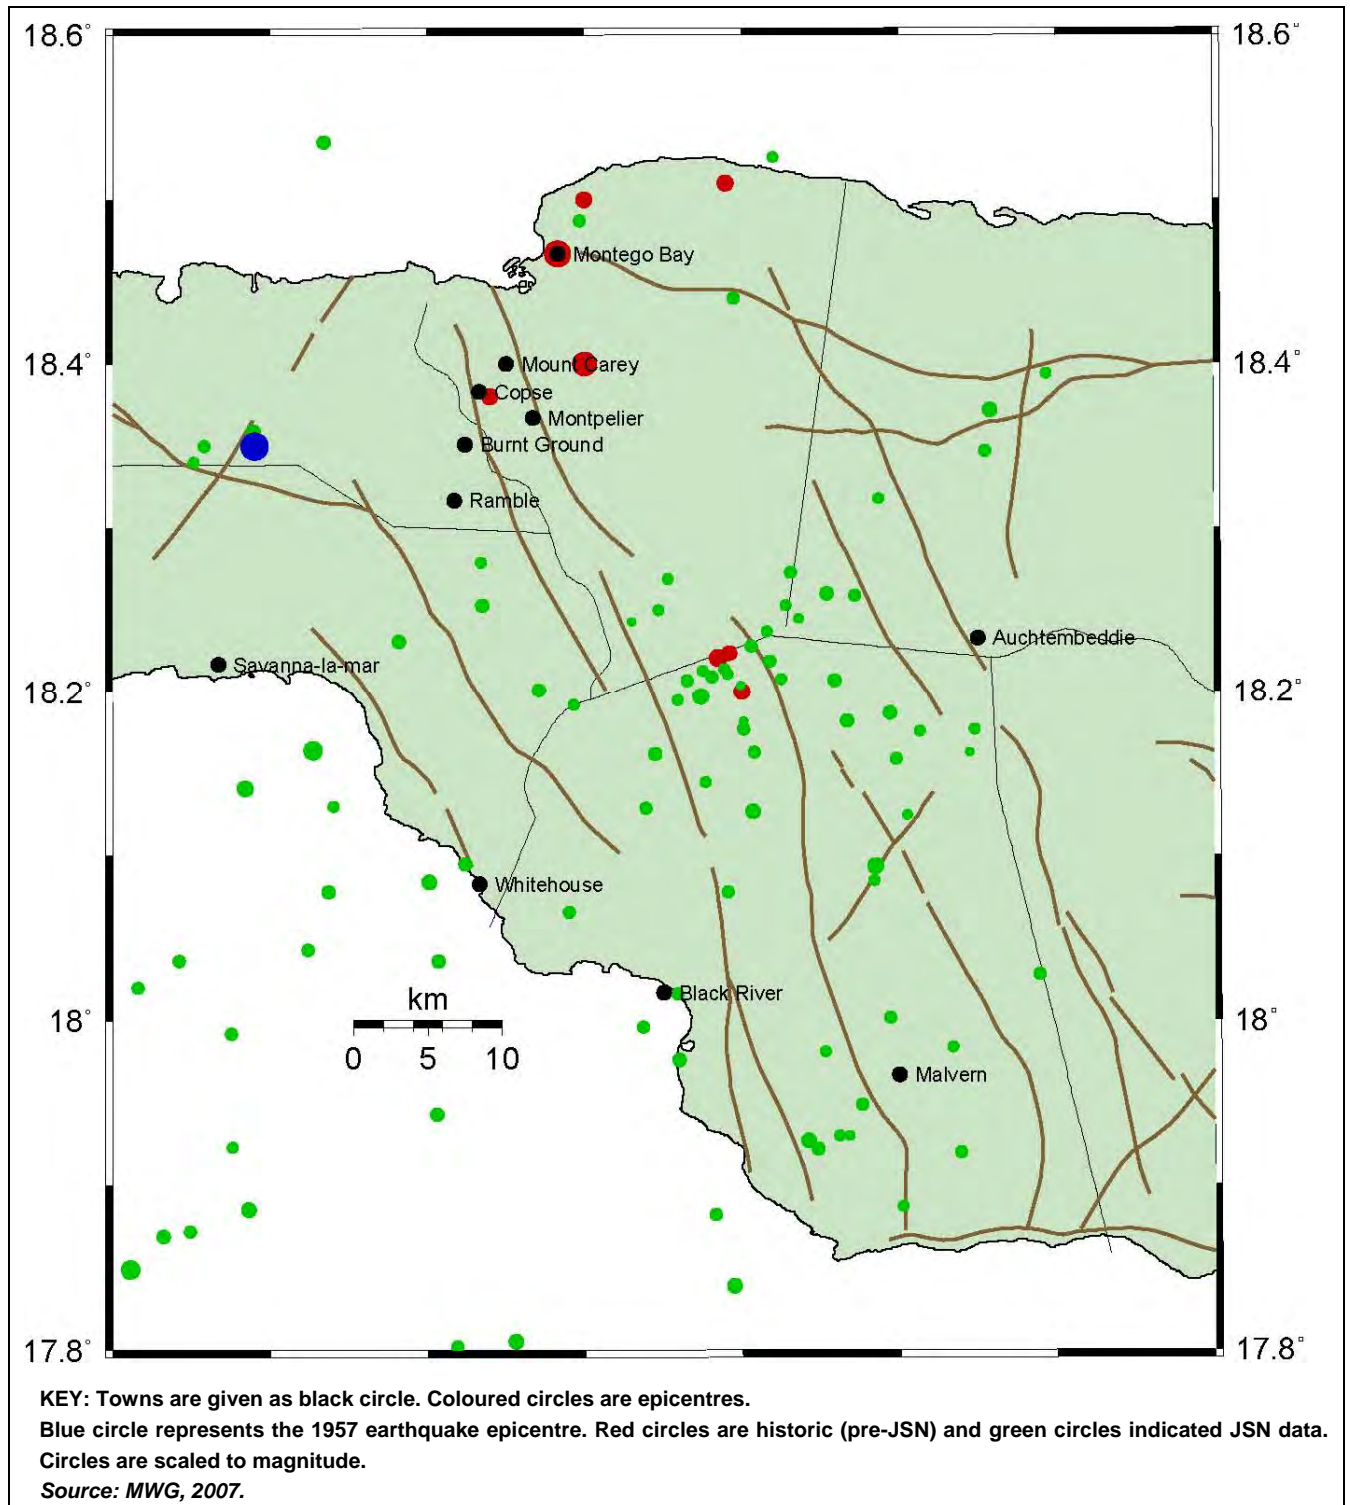 18.6° 18.6°
Montego Bay
18.4° Mount Carey 18.4°
Copse
Montpelier
Burnt Ground
Ramble
Auchtembeddie
Savanna-la-mar
18.2° 18.2°
Whitehouse
Black River
km
18° 18°
0 5 10
Malvern
17.8° 17.8°
KEY: Towns are given as black circle. Coloured circles are epicentres.
Blue circle represents the 1957 earthquake epicentre. Red circles are historic (pre-JSN) and green circles indicated JSN data.
Circles are scaled to magnitude.
Source: MWG, 2007.